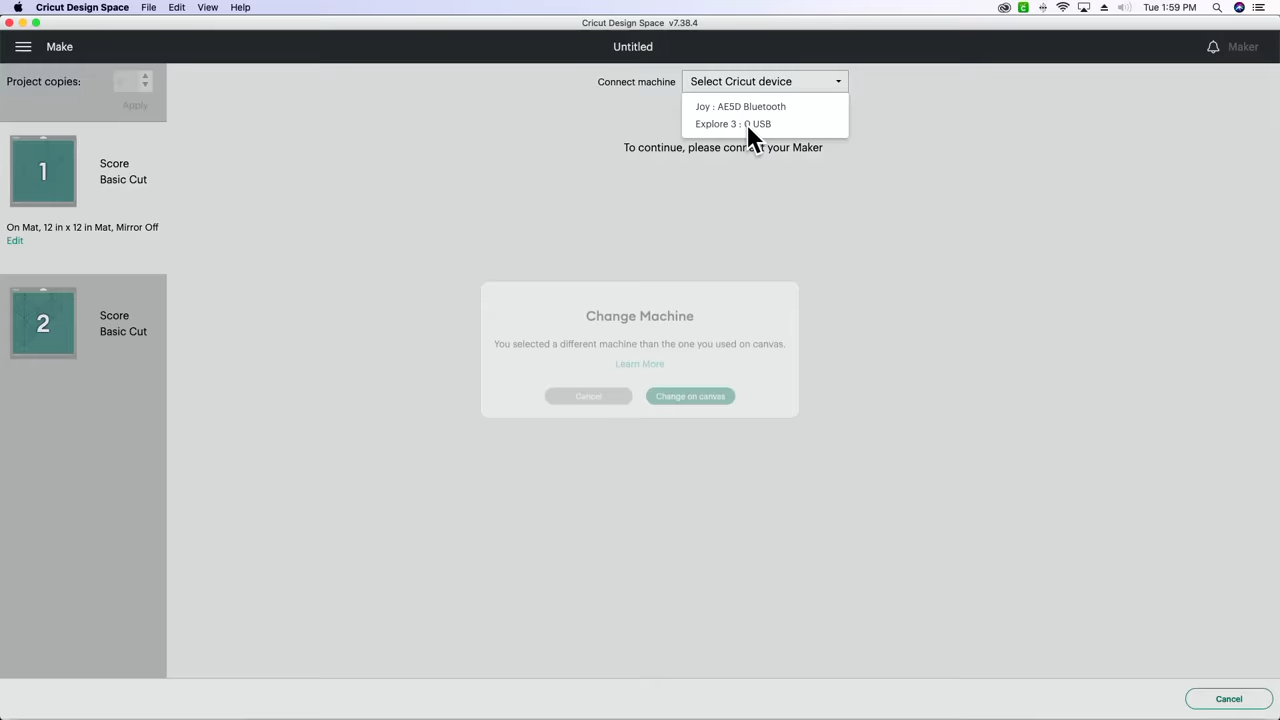 Cricut Design Space File Edit View Help Tue 1:59 PM
Cricut Design Space v7.38.4
Make Untitled Maker
Project copies: Connect machine Select Cricut device
Apply
Joy : AE5D Bluetooth
Explore 3 : 0 USB
To continue, please connect your Maker
1 Score
Basic Cut
On Mat, 12 in x 12 in Mat, Mirror Off
Edit
2 Score
Basic Cut
Change Machine
You selected a different machine than the one you used on canvas.
Learn More
Cancel Change on canvas
Cancel